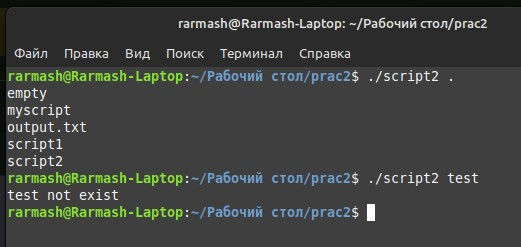 rarmash@Rarmash-Laptop: ~/Рабочий стол/prac2
Файл Правка Вид Поиск Терминал Справка
rarmash@Rarmash-Laptop:~/Рабочий стол/prac2$ ./script2 .
empty
myscript
output.txt
script1
script2
rarmash@Rarmash-Laptop:~/Рабочий стол/prac2$ ./script2 test
test not exist
rarmash@Rarmash-Laptop:~/Рабочий стол/prac2$